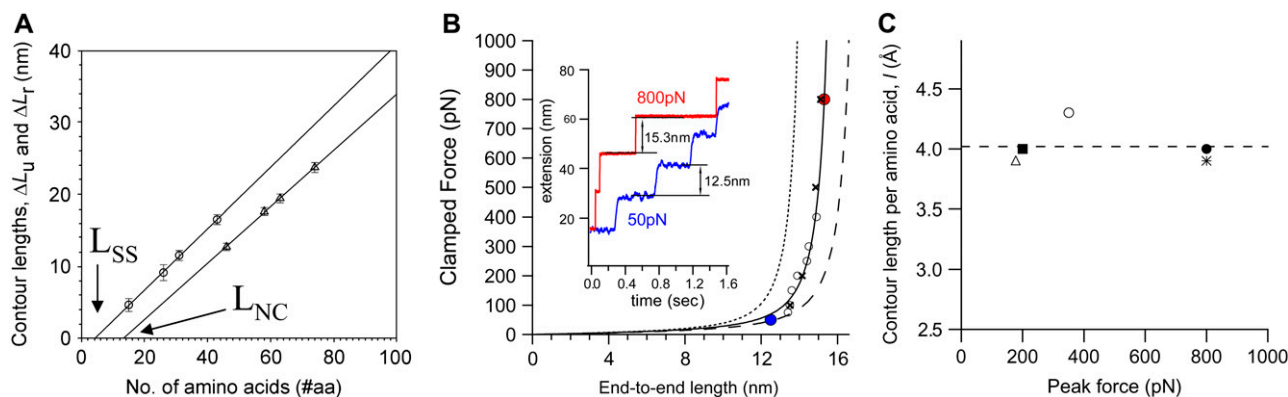 A
Contour lengths, ΔLu and ΔLr (nm)
40
30
20
10
0
LSS
LNC
0 20 40 60 80 100
No. of amino acids (#aa)
B
Clamped Force (pN)
1000
900
800
700
600
500
400
300
200
100
0
extension (nm)
80
60
40
20
800pN
15.3nm
12.5nm
50pN
0.0 0.4 0.8 1.2 1.6
time (sec)
0 4 8 12 16
End-to-end length (nm)
C
Contour length per amino acid, l (Å)
4.5
4.0
3.5
3.0
2.5
0 200 400 600 800 1000
Peak force (pN)